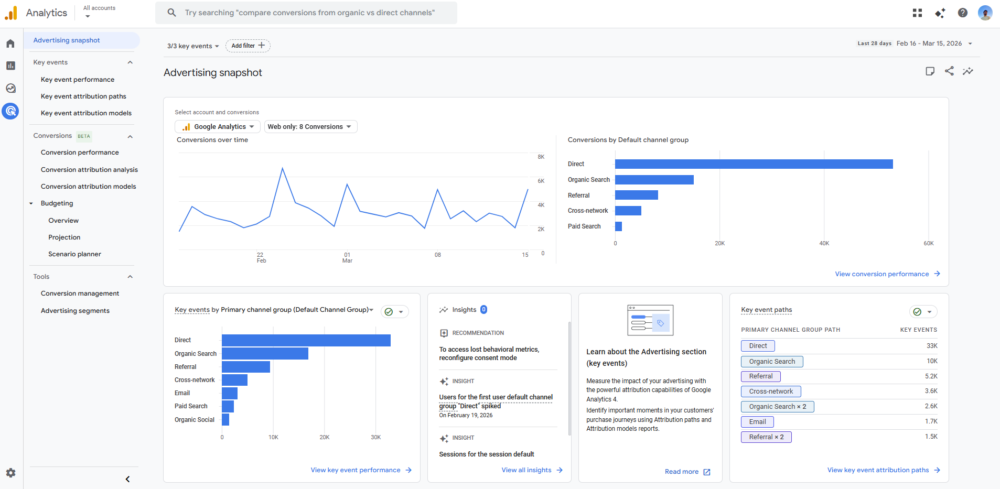 Analytics
All accounts
Try searching "compare conversions from organic vs direct channels"
Advertising snapshot
Key events
Key event performance
Key event attribution paths
Key event attribution models
Conversions BETA
Conversion performance
Conversion attribution analysis
Conversion attribution models
Budgeting
Overview
Projection
Scenario planner
Tools
Conversion management
Advertising segments
3/3 key events
Add filter
Last 28 days Feb 16 - Mar 15, 2026
Advertising snapshot
Select account and conversions
Google Analytics
Web only: 8 Conversions
Conversions over time
8K
6K
4K
2K
0
22
Feb
01
Mar
08
15
Conversions by Default channel group
Direct
Organic Search
Referral
Cross-network
Paid Search
0
20K
40K
60K
View conversion performance
Key events by Primary channel group (Default Channel Group)
Direct
Organic Search
Referral
Cross-network
Email
Paid Search
Organic Social
0
10K
20K
30K
View key event performance
Insights 0
RECOMMENDATION
To access lost behavioral metrics,
reconfigure consent mode
INSIGHT
Users for the first user default channel
group "Direct" spiked
On February 19, 2026
INSIGHT
Sessions for the session default
View all insights
Learn about the Advertising section
(key events)
Measure the impact of your advertising with
the powerful attribution capabilities of Google
Analytics 4.
Identify important moments in your customers'
purchase journeys using Attribution paths and
Attribution models reports.
Read more
Key event paths
PRIMARY CHANNEL GROUP PATH KEY EVENTS
Direct 33K
Organic Search 10K
Referral 5.2K
Cross-network 3.6K
Organic Search × 2 2.6K
Email 1.7K
Referral × 2 1.5K
View key event attribution paths